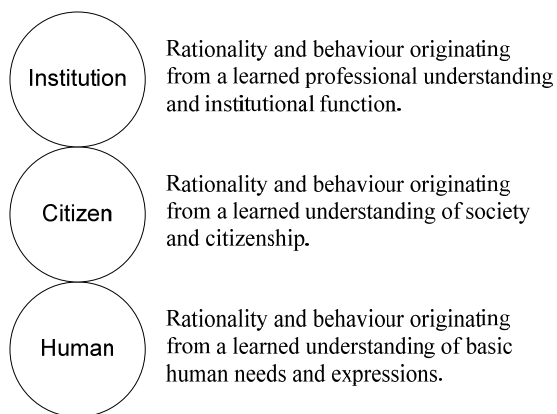 Institution
Rationality and behaviour originating
from a learned professional understanding
and institutional function.
Citizen
Rationality and behaviour originating
from a learned understanding of society
and citizenship.
Human
Rationality and behaviour originating
from a learned understanding of basic
human needs and expressions.